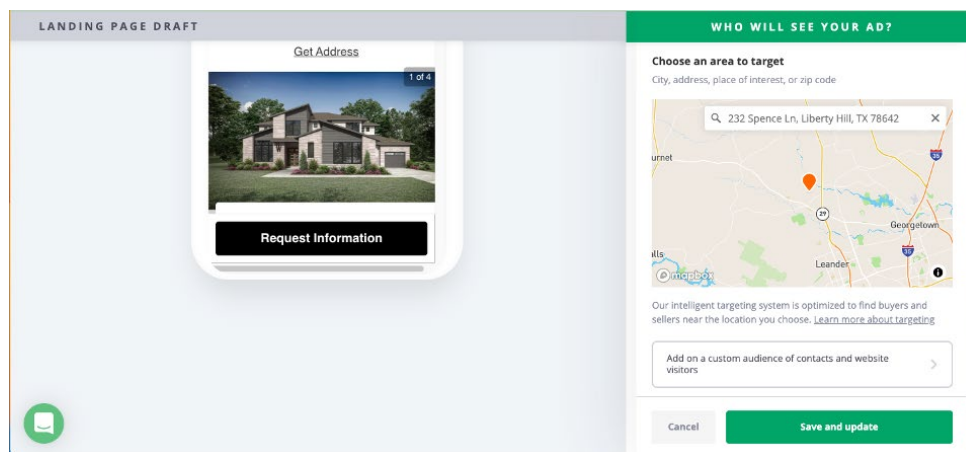 LANDING PAGE DRAFT
Get Address
1 of 4
Request Information
WHO WILL SEE YOUR AD?
Choose an area to target
City, address, place of interest, or zip code
232 Spence Ln, Liberty Hill, TX 78642
urnet
35
29
Georgetown
35
alls
Leander
mapbox
Our intelligent targeting system is optimized to find buyers and
sellers near the location you choose. Learn more about targeting
Add on a custom audience of contacts and website
visitors
Cancel
Save and update